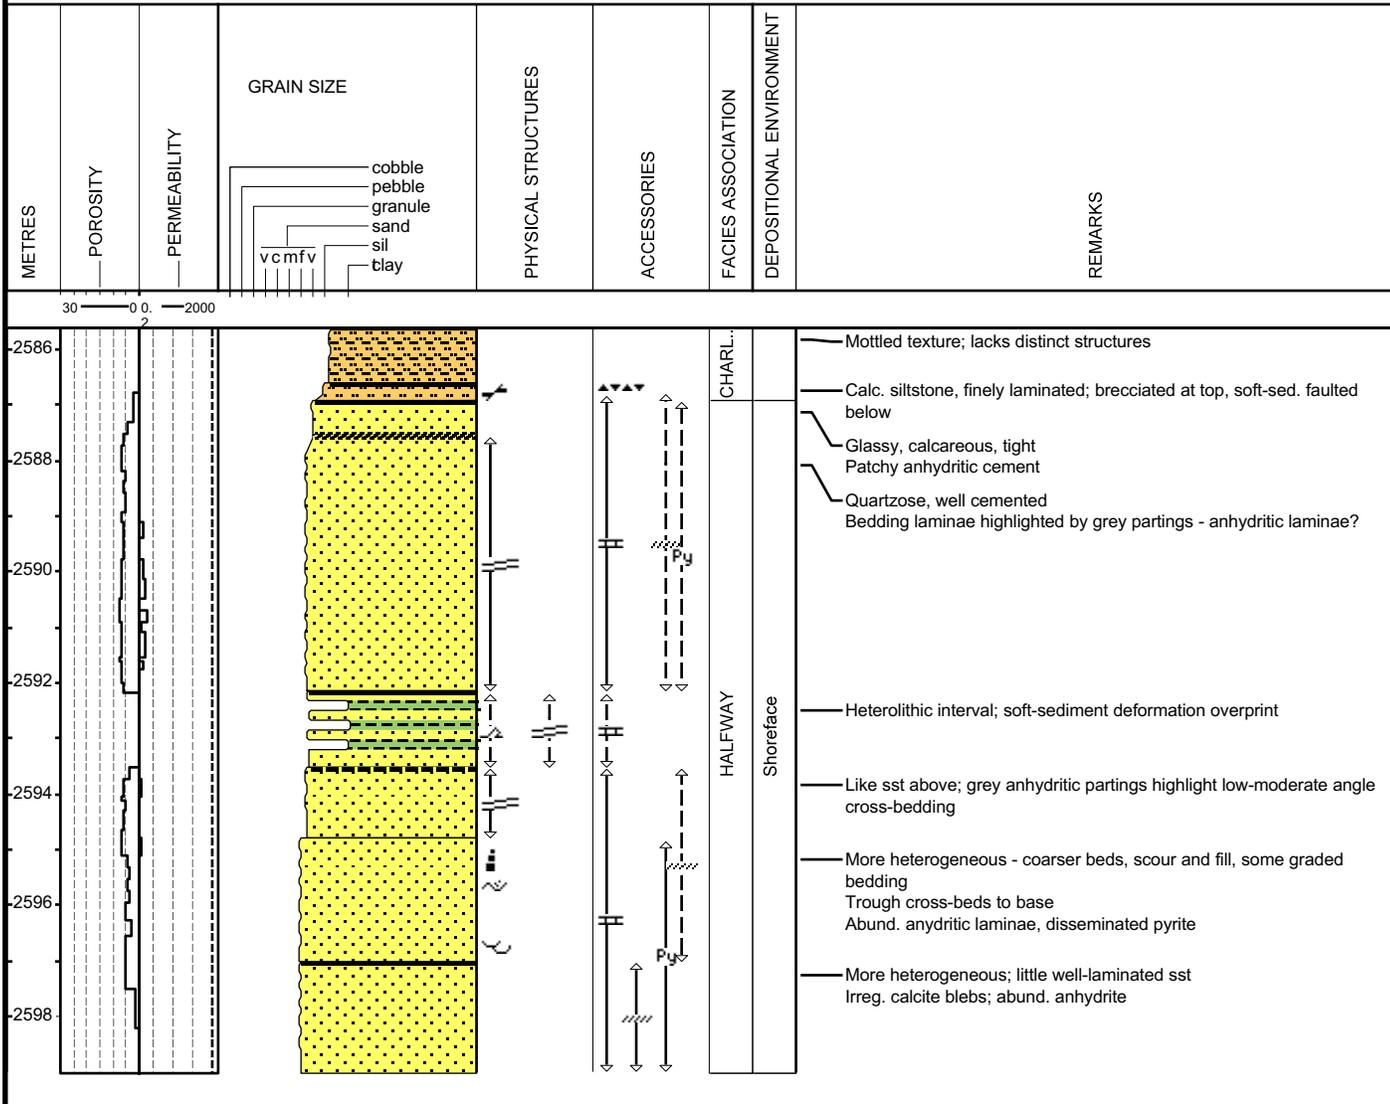 METRES
POROSITY
PERMEABILITY
GRAIN SIZE
cobble
pebble
granule
sand
sil
clay
v c m f v
PHYSICAL STRUCTURES
ACCESSORIES
FACIES ASSOCIATION
DEPOSITIONAL ENVIRONMENT
REMARKS
30 0 0. 2000
2
2586
2588
2590
2592
2594
2596
2598
Py
Py
CHARL.
HALFWAY
Shoreface
Mottled texture; lacks distinct structures
Calc. siltstone, finely laminated; brecciated at top, soft-sed. faulted
below
Glassy, calcareous, tight
Patchy anhydritic cement
Quartzose, well cemented
Bedding laminae highlighted by grey partings - anhydritic laminae?
Heterolithic interval; soft-sediment deformation overprint
Like sst above; grey anhydritic partings highlight low-moderate angle
cross-bedding
More heterogeneous - coarser beds, scour and fill, some graded
bedding
Trough cross-beds to base
Abund. anydritic laminae, disseminated pyrite
More heterogeneous; little well-laminated sst
Irreg. calcite blebs; abund. anhydrite